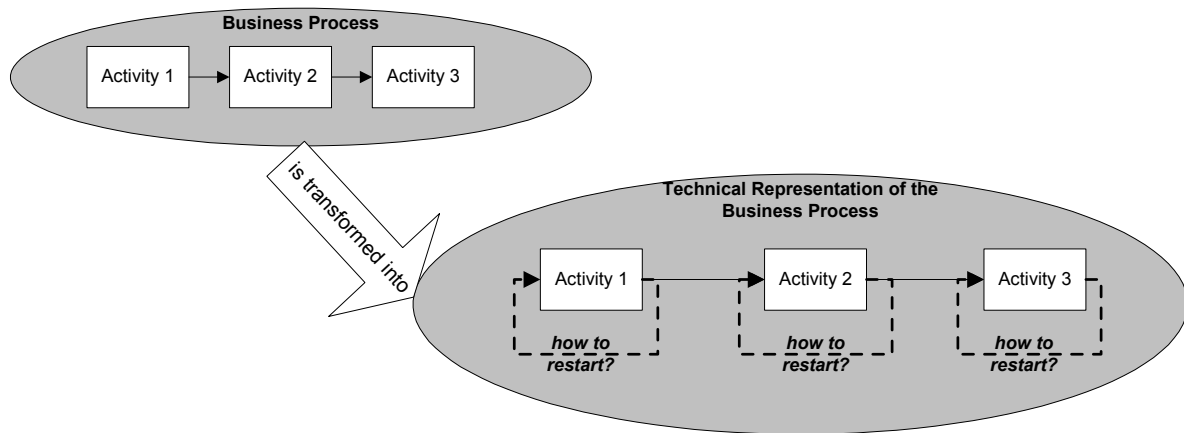 Business Process
Activity 1
Activity 2
Activity 3
is transformed into
Technical Representation of the
Business Process
Activity 1
Activity 2
Activity 3
how to
restart?
how to
restart?
how to
restart?